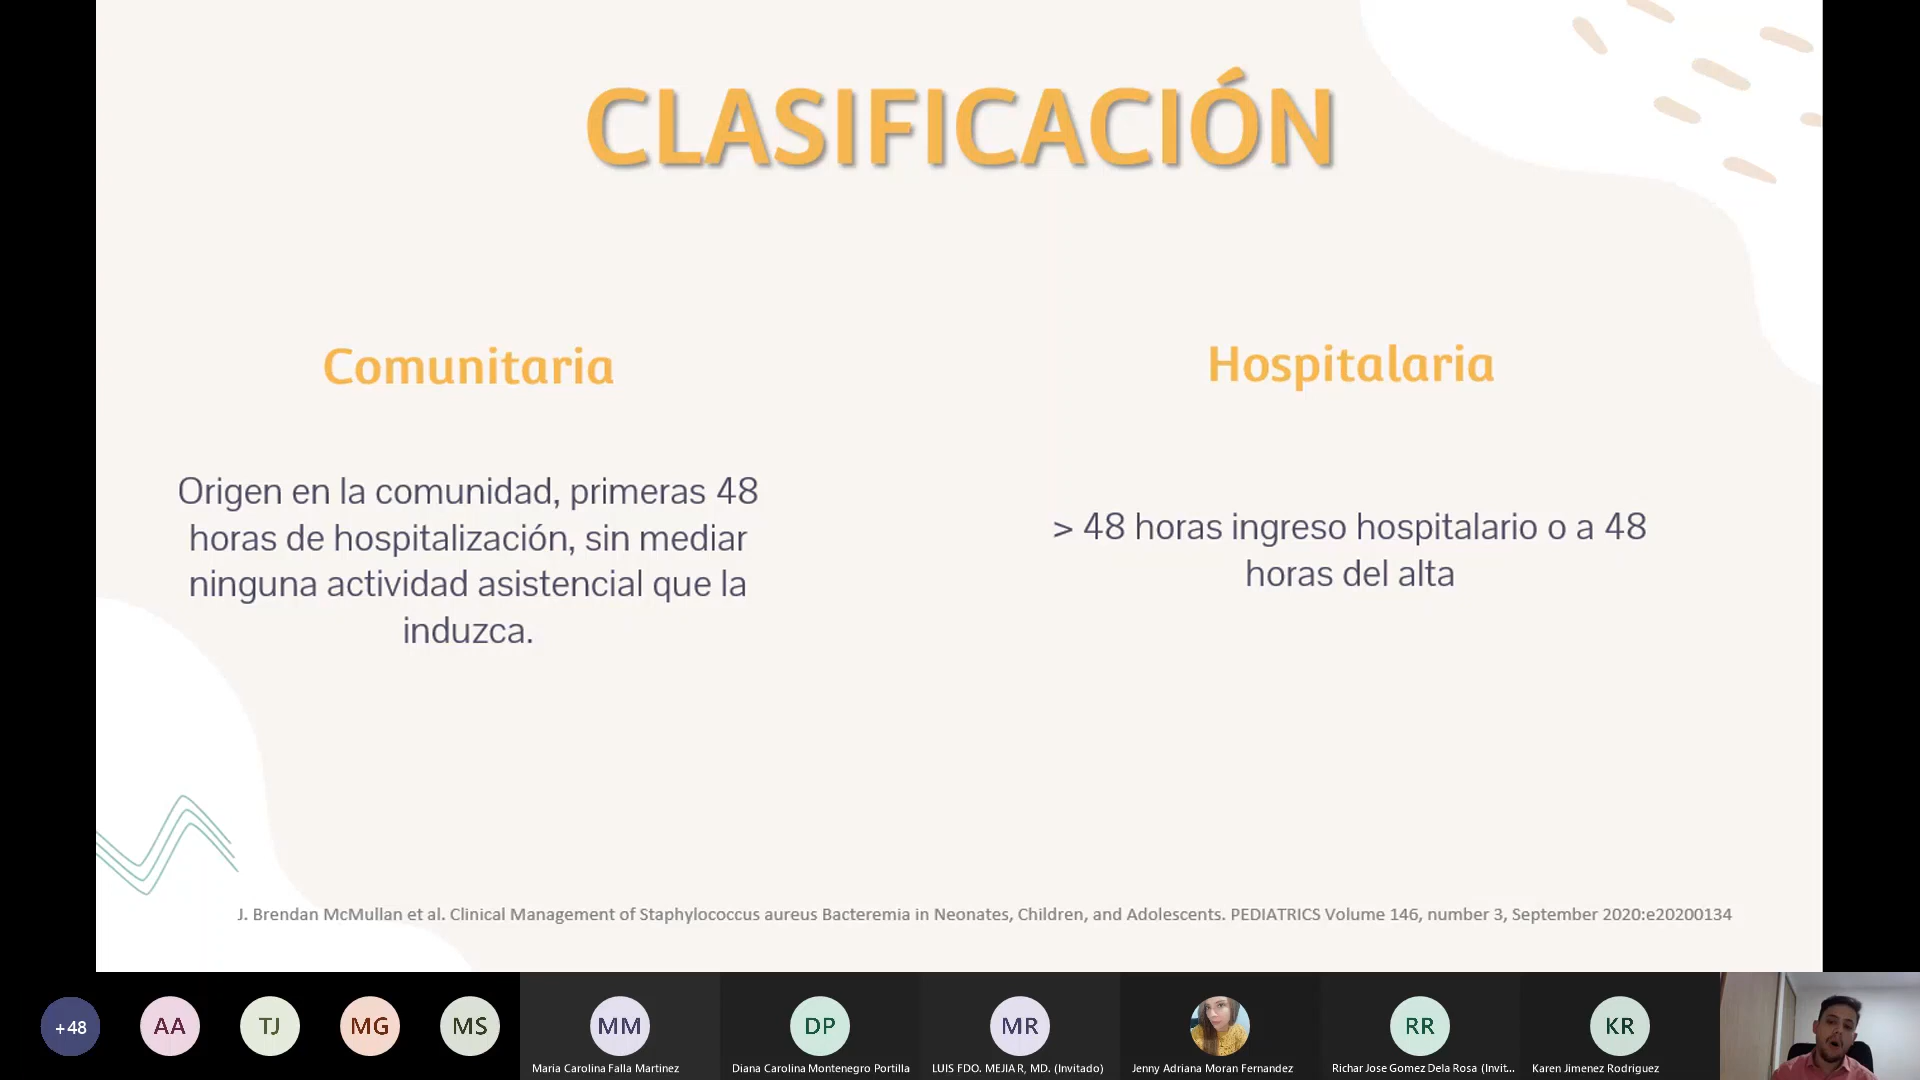 CLASIFICACIÓN
Comunitaria
Origen en la comunidad, primeras 48
horas de hospitalización, sin mediar
ninguna actividad asistencial que la
induzca.
Hospitalaria
> 48 horas ingreso hospitalario o a 48
horas del alta
J. Brendan McMullan et al. Clinical Management of Staphylococcus aureus Bacteremia in Neonates, Children, and Adolescents. PEDIATRICS Volume 146, number 3, September 2020:e20200134
+48
AA
TJ
MG
MS
MM
DP
MR
RR
KR
Maria Carolina Falla Martinez
Diana Carolina Montenegro Portilla
LUIS FDO. MEJIA R, MD. (Invitado)
Jenny Adriana Moran Fernandez
Richar Jose Gomez Dela Rosa (Invit...
Karen Jimenez Rodriguez